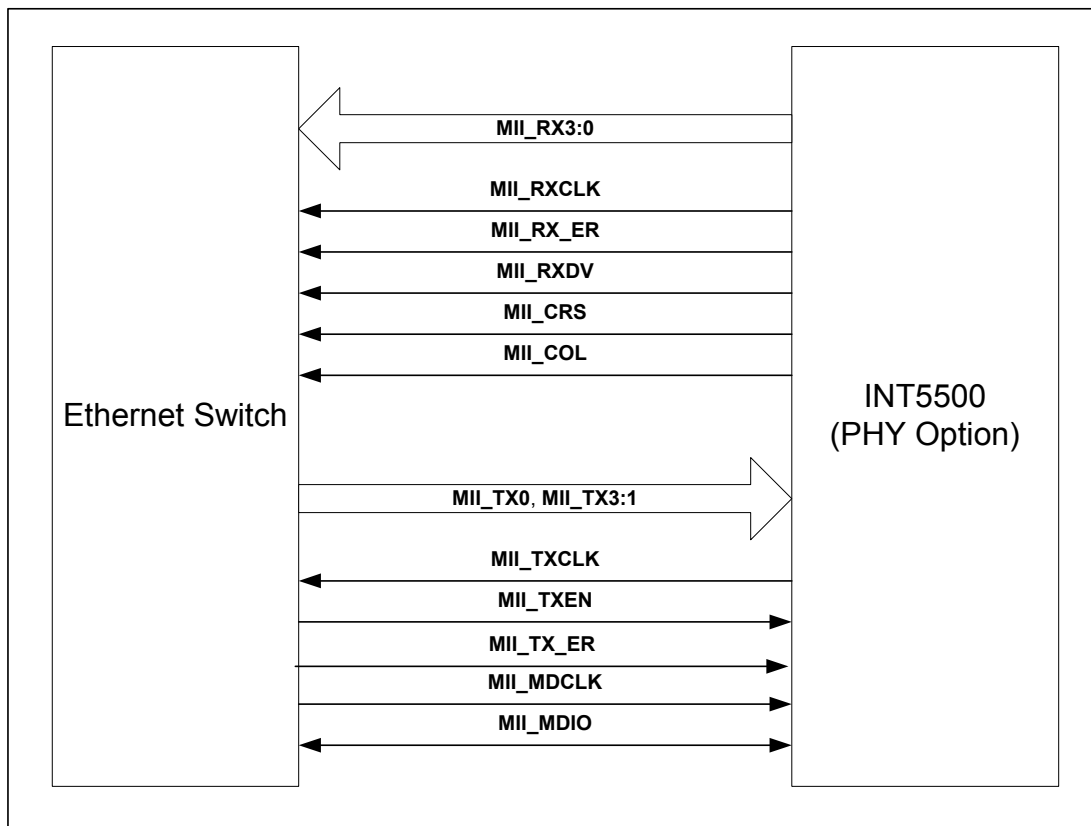 MII_RX3:0
MII_RXCLK
MII_RX_ER
MII_RXDV
MII_CRS
MII_COL
Ethernet Switch
INT5500
(PHY Option)
MII_TX0, MII_TX3:1
MII_TXCLK
MII_TXEN
MII_TX_ER
MII_MDCLK
MII_MDIO